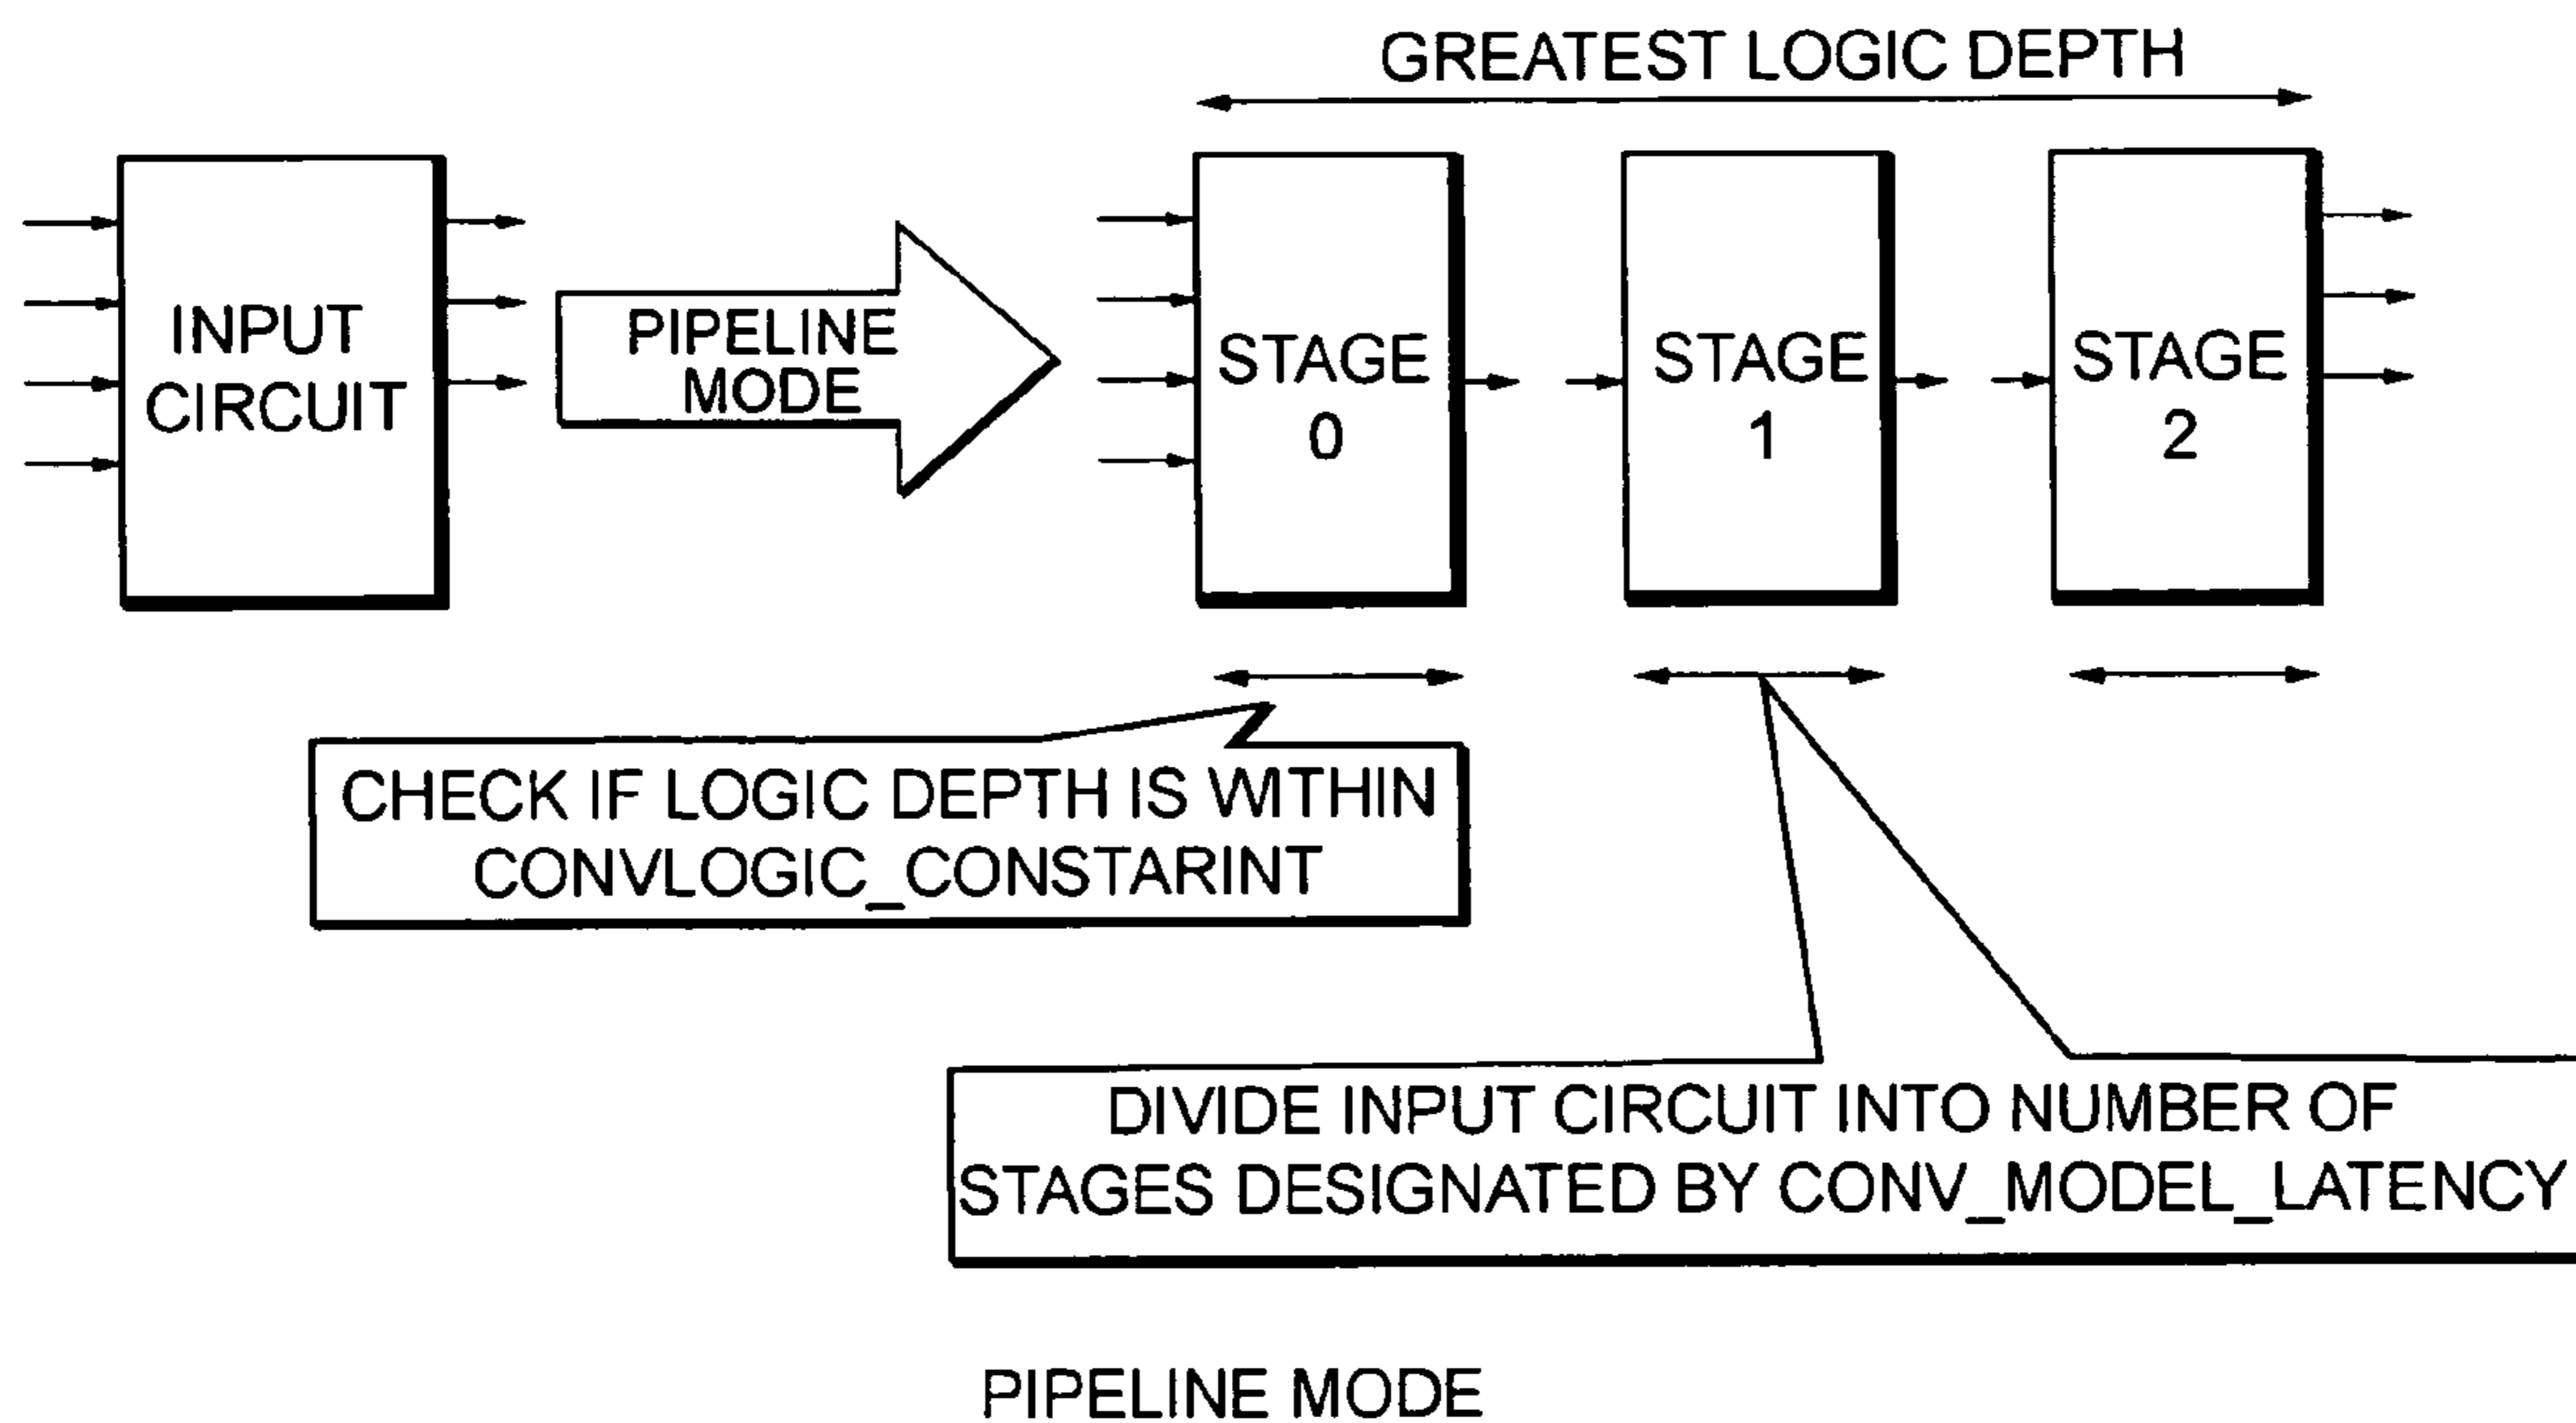 GREATEST LOGIC DEPTH
INPUT
CIRCUIT
PIPELINE
MODE
STAGE
0
STAGE
1
STAGE
2
CHECK IF LOGIC DEPTH IS WITHIN
CONVLOGIC_CONSTARINT
DIVIDE INPUT CIRCUIT INTO NUMBER OF
STAGES DESIGNATED BY CONV_MODEL_LATENCY
PIPELINE MODE